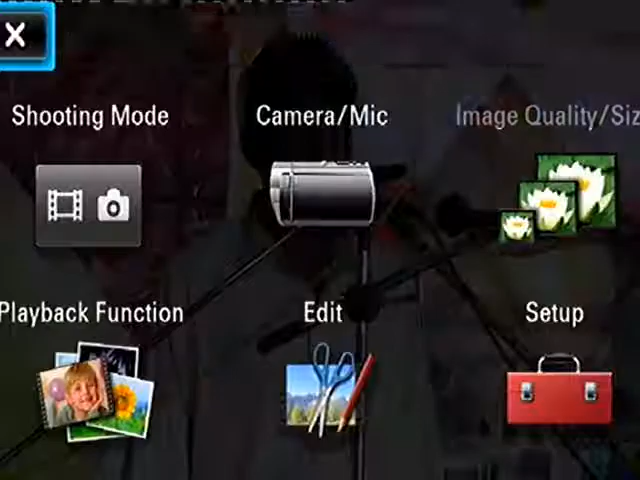 X
Shooting Mode
Camera/Mic
Image Quality/Siz
Playback Function
Edit
Setup